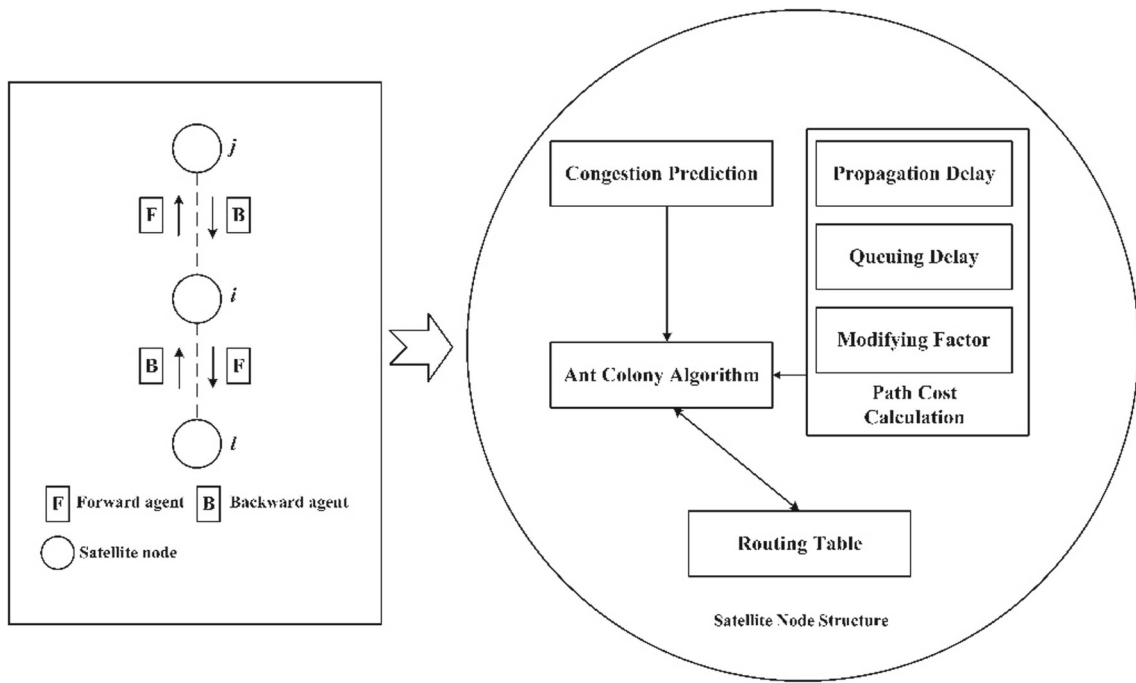 j
F
B
i
B
F
l
F Forward agent B Backward agent
Satellite node
Congestion Prediction
Propagation Delay
Queuing Delay
Modifying Factor
Path Cost
Calculation
Ant Colony Algorithm
Routing Table
Satellite Node Structure